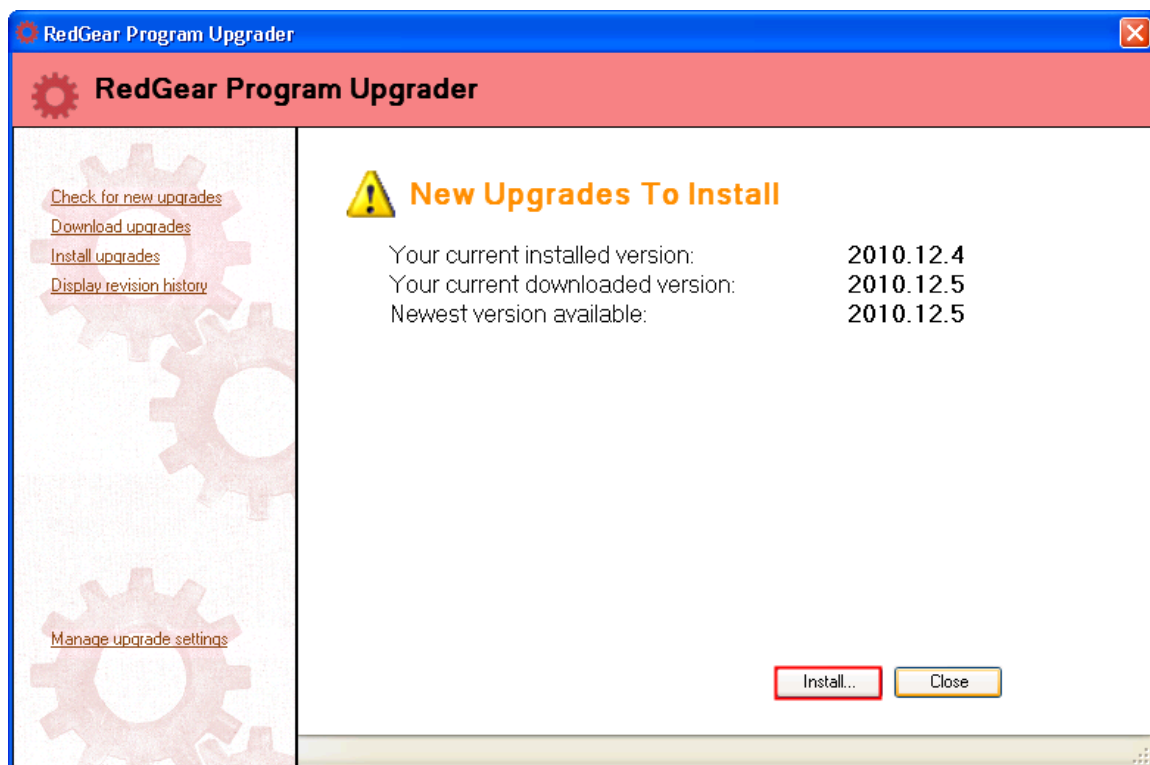 RedGear Program Upgrader
RedGear Program Upgrader
Check for new upgrades
Download upgrades
Install upgrades
Display revision history
Manage upgrade settings
New Upgrades To Install
Your current installed version: 2010.12.4
Your current downloaded version: 2010.12.5
Newest version available: 2010.12.5
Install... Close